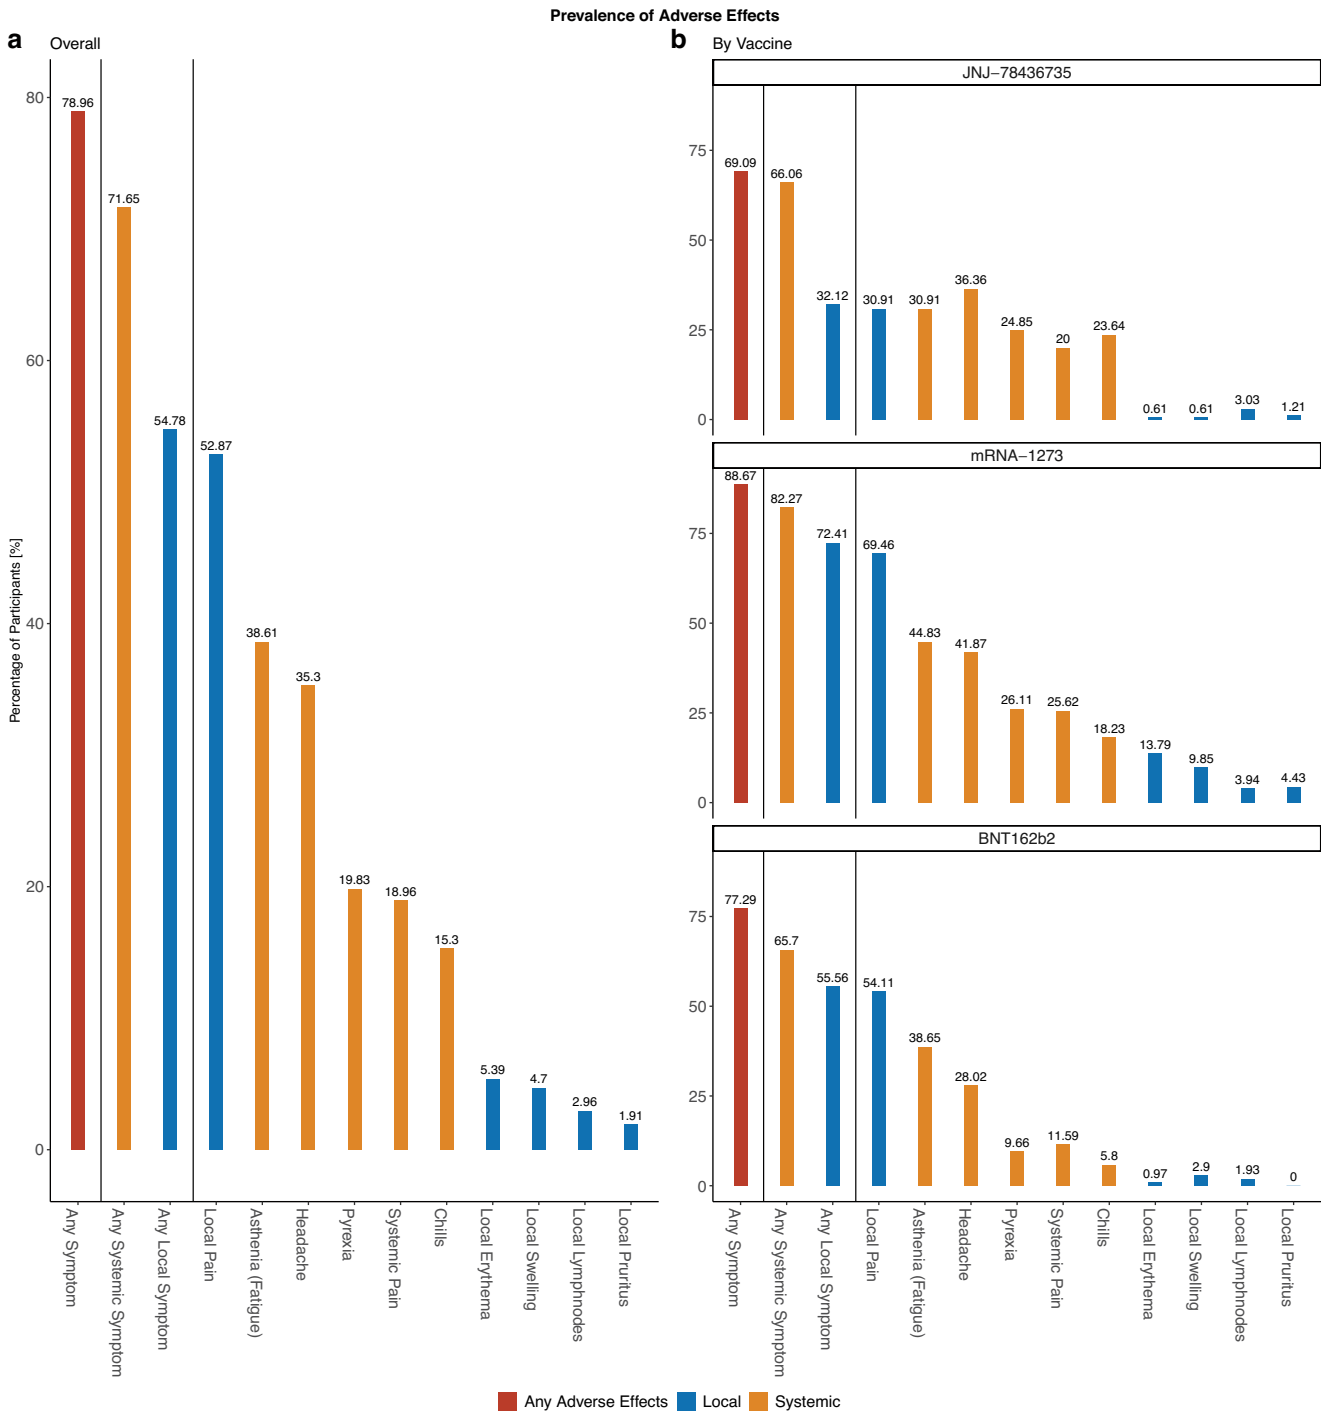 Prevalence of Adverse Effects
a
Overall
Percentage of Participants [%]
80
60
40
20
0
78.96
71.65
54.78
52.87
38.61
35.3
19.83
18.96
15.3
5.39
4.7
2.96
1.91
Any Symptom
Any Systemic Symptom
Any Local Symptom
Local Pain
Asthenia (Fatigue)
Headache
Pyrexia
Systemic Pain
Chills
Local Erythema
Local Swelling
Local Lymphnodes
Local Pruritus
b
By Vaccine
JNJ−78436735
75
50
25
0
69.09
66.06
32.12
30.91
30.91
36.36
24.85
20
23.64
0.61
0.61
3.03
1.21
mRNA−1273
75
50
25
0
88.67
82.27
72.41
69.46
44.83
41.87
26.11
25.62
18.23
13.79
9.85
3.94
4.43
BNT162b2
75
50
25
0
77.29
65.7
55.56
54.11
38.65
28.02
9.66
11.59
5.8
0.97
2.9
1.93
0
Any Symptom
Any Systemic Symptom
Any Local Symptom
Local Pain
Asthenia (Fatigue)
Headache
Pyrexia
Systemic Pain
Chills
Local Erythema
Local Swelling
Local Lymphnodes
Local Pruritus
Any Adverse Effects
Local
Systemic